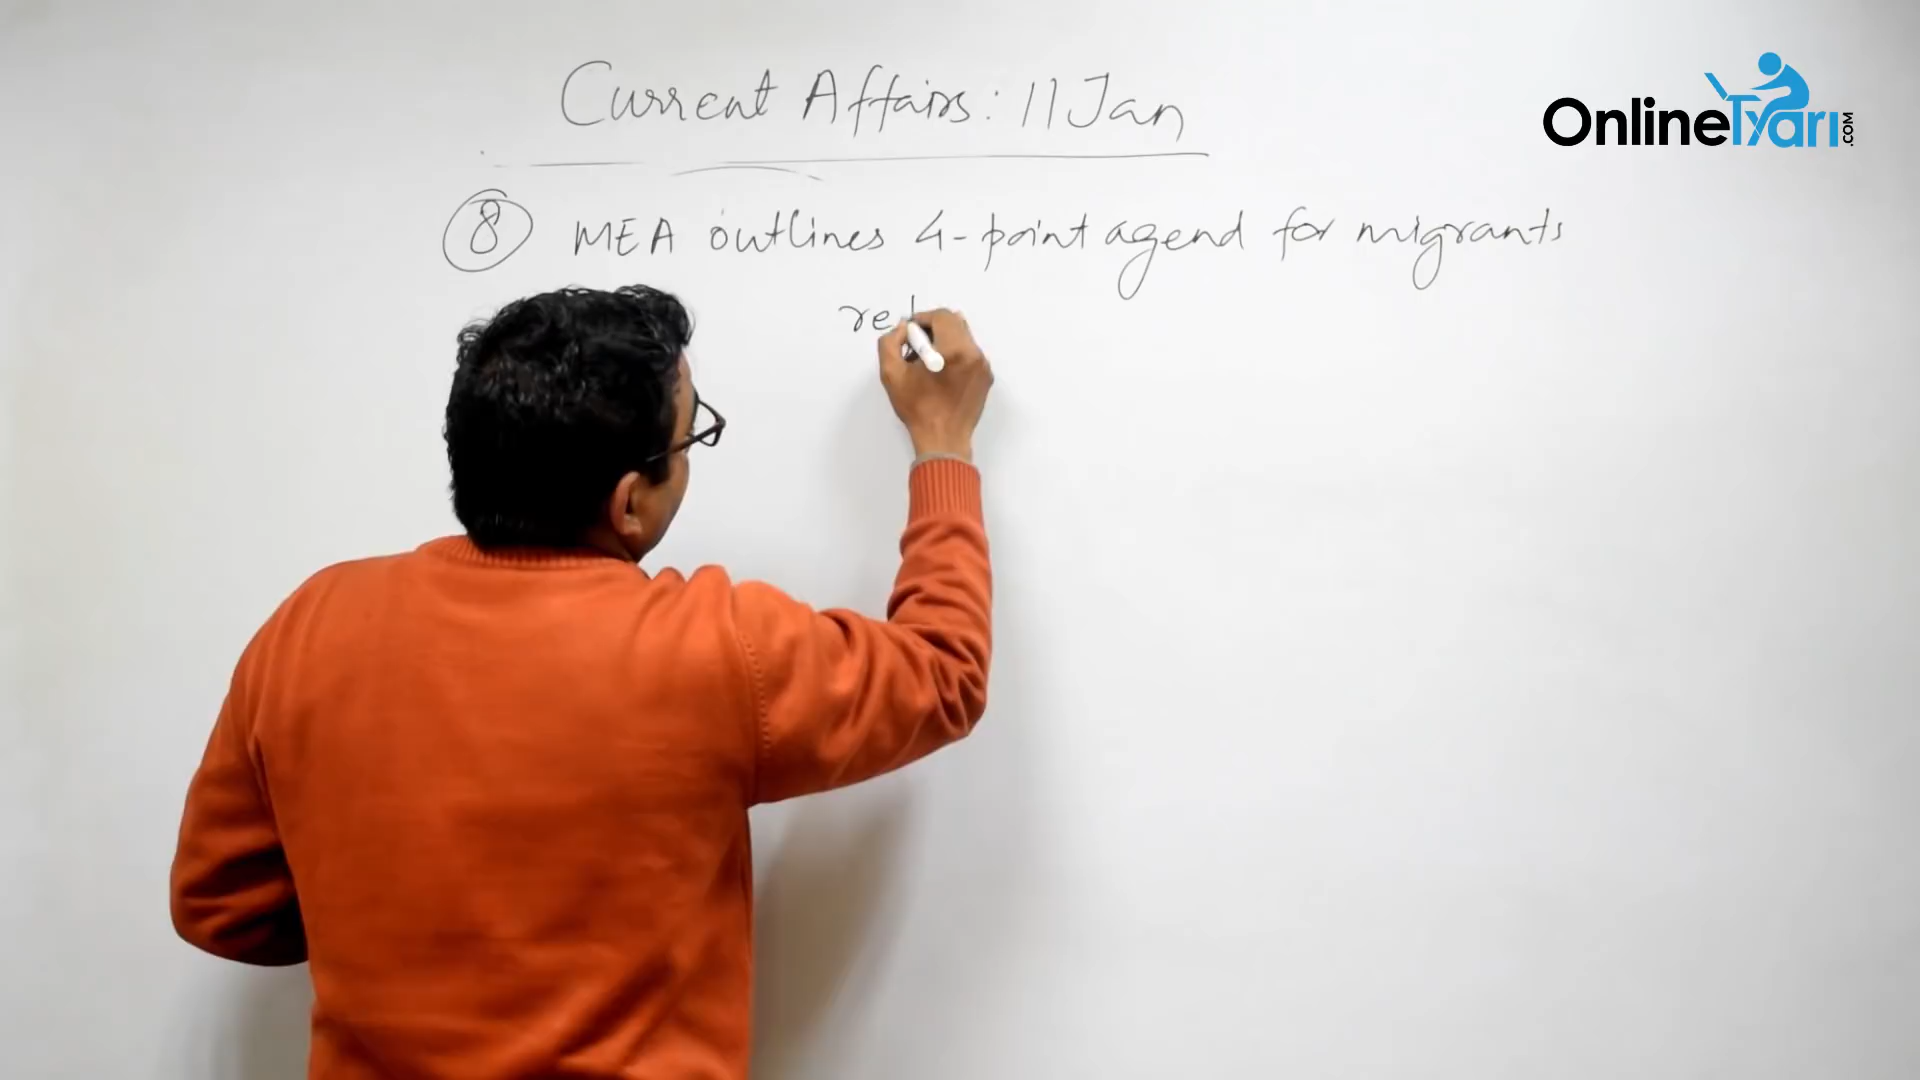 Current Affairs: 11 Jan
OnlineTyari.com
8 MEA outlines 4-point agend for migrants